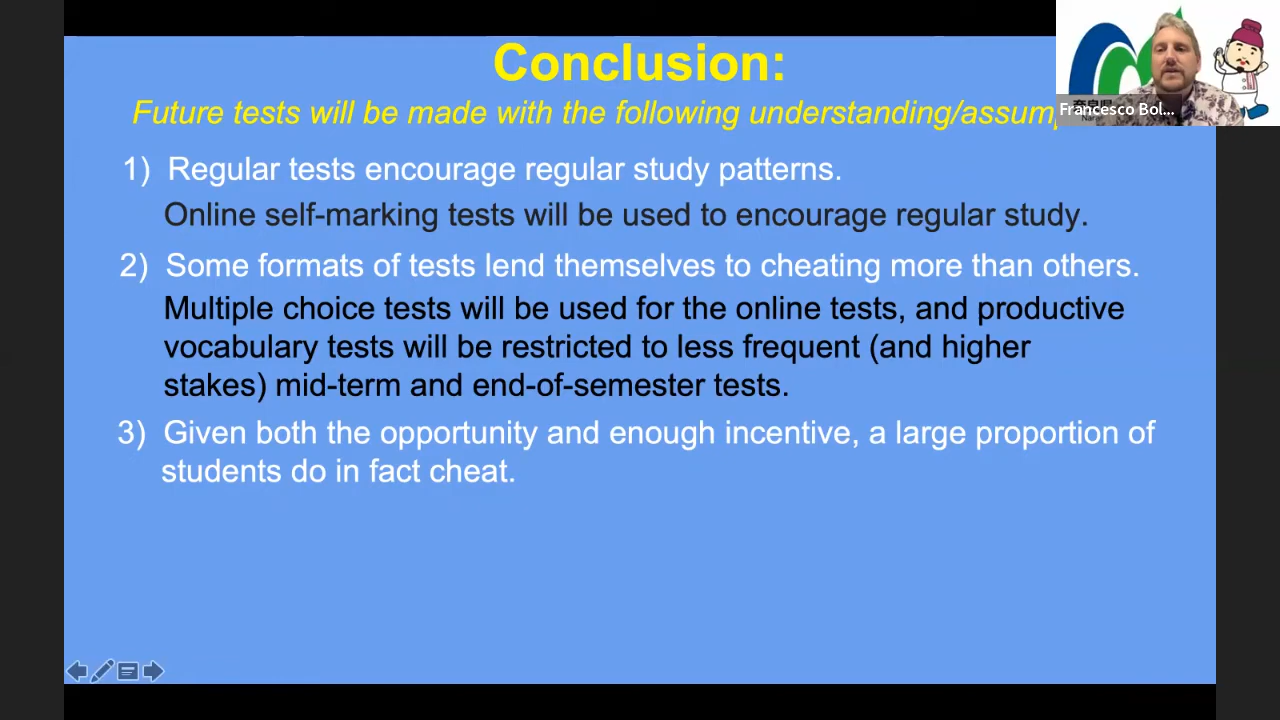 Conclusion:
Future tests will be made with the following understanding/assum
1) Regular tests encourage regular study patterns.
Online self-marking tests will be used to encourage regular study.
2) Some formats of tests lend themselves to cheating more than others.
Multiple choice tests will be used for the online tests, and productive
vocabulary tests will be restricted to less frequent (and higher
stakes) mid-term and end-of-semester tests.
3) Given both the opportunity and enough incentive, a large proportion of
students do in fact cheat.
Francesco Bol...